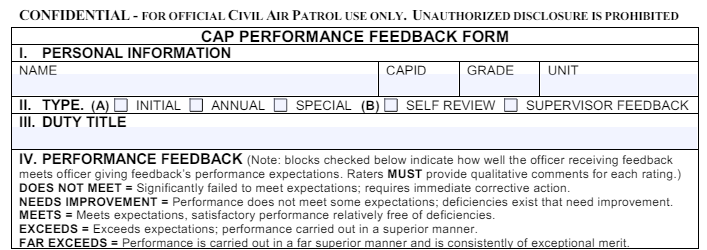 CONFIDENTIAL - FOR OFFICIAL CIVIL AIR PATROL USE ONLY. UNAUTHORIZED DISCLOSURE IS PROHIBITED
CAP PERFORMANCE FEEDBACK FORM
I. PERSONAL INFORMATION
NAME CAPID GRADE UNIT
II. TYPE. (A) INITIAL ANNUAL SPECIAL (B) SELF REVIEW SUPERVISOR FEEDBACK
III. DUTY TITLE
IV. PERFORMANCE FEEDBACK (Note: blocks checked below indicate how well the officer receiving feedback
meets officer giving feedback's performance expectations. Raters MUST provide qualitative comments for each rating.)
DOES NOT MEET = Significantly failed to meet expectations; requires immediate corrective action.
NEEDS IMPROVEMENT = Performance does not meet some expectations; deficiencies exist that need improvement.
MEETS = Meets expectations, satisfactory performance relatively free of deficiencies.
EXCEEDS = Exceeds expectations; performance carried out in a superior manner.
FAR EXCEEDS = Performance is carried out in a far superior manner and is consistently of exceptional merit.